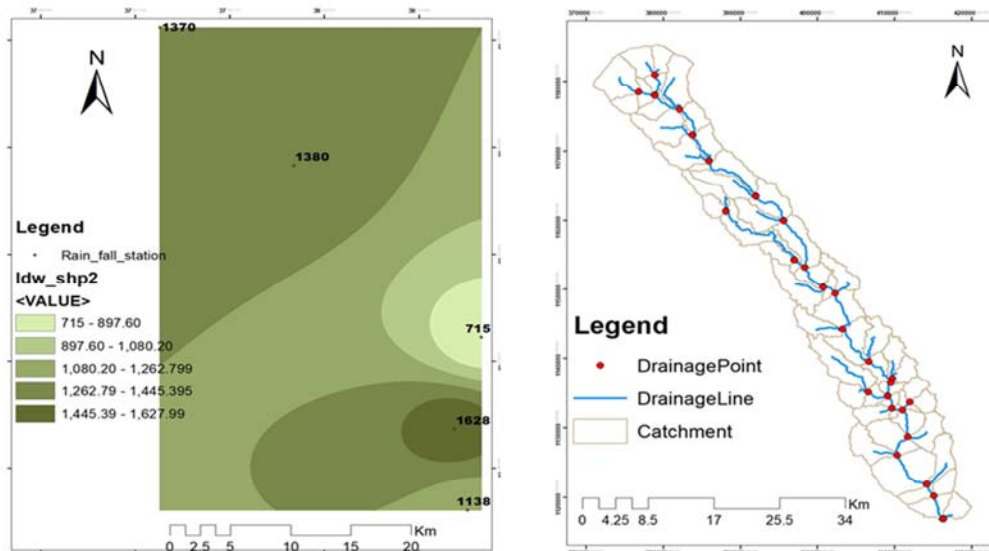 1370
N
1380
Legend
Rain_fall_station
Idw_shp2
<VALUE>
715 - 897.60
897.60 - 1,080.20
1,080.20 - 1,262.799
1,262.79 - 1,445.395
1,445.39 - 1,627.99
715
1628
1138
Km
0 2.5 5 10 15 20
N
Legend
DrainagePoint
DrainageLine
Catchment
Km
0 4.25 8.5 17 25.5 34